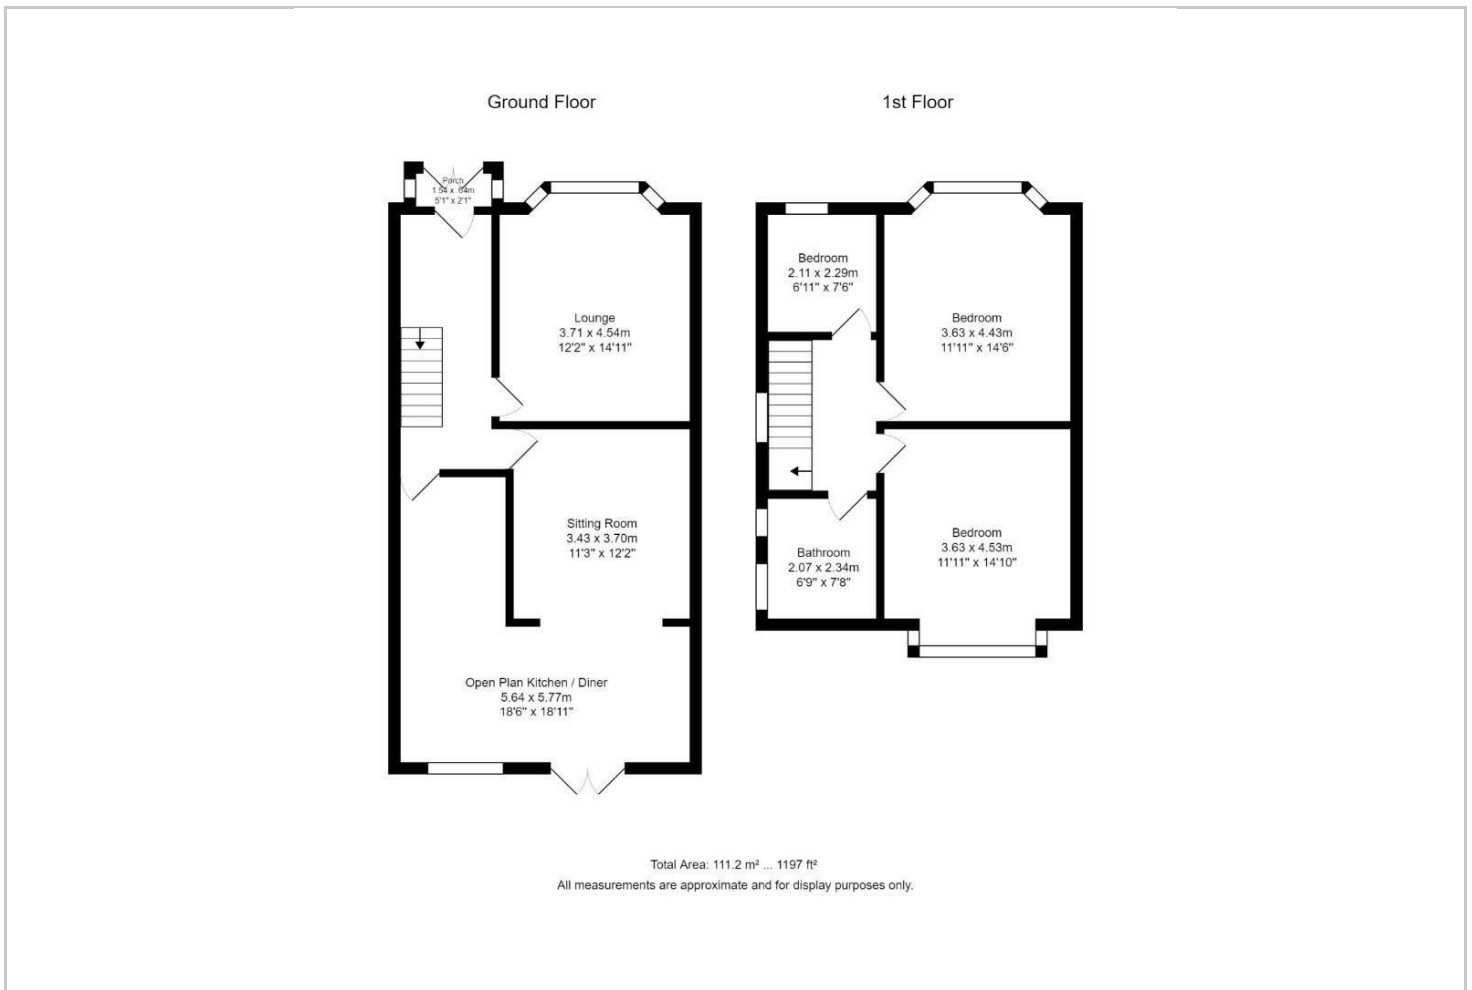 Ground Floor
1st Floor
Porch
1.54 x .64m
5'1" x 2'1"
Lounge
3.71 x 4.54m
12'2" x 14'11"
Sitting Room
3.43 x 3.70m
11'3" x 12'2"
Open Plan Kitchen / Diner
5.64 x 5.77m
18'6" x 18'11"
Bedroom
2.11 x 2.29m
6'11" x 7'6"
Bedroom
3.63 x 4.43m
11'11" x 14'6"
Bedroom
3.63 x 4.53m
11'11" x 14'10"
Bathroom
2.07 x 2.34m
6'9" x 7'8"
Total Area: 111.2 m² ... 1197 ft²
All measurements are approximate and for display purposes only.